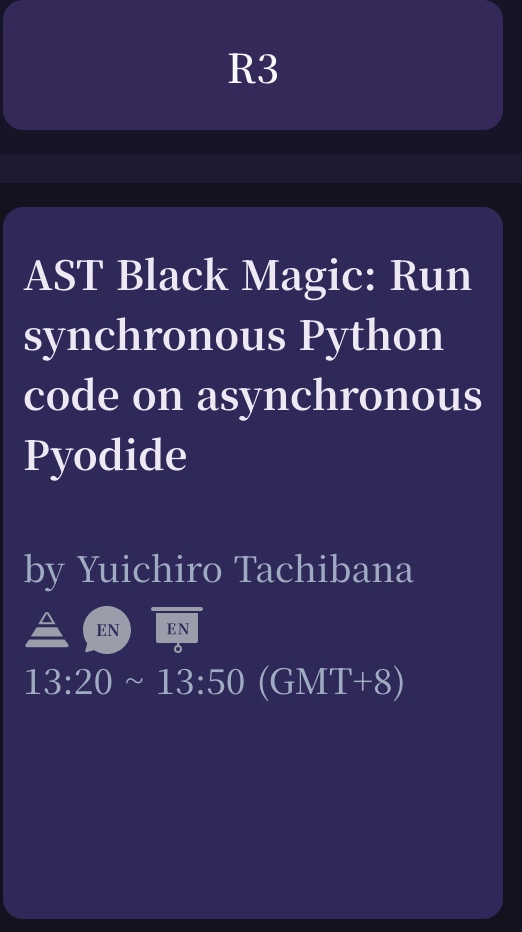 R3
AST Black Magic: Run
synchronous Python
code on asynchronous
Pyodide
by Yuichiro Tachibana
EN EN
13:20 ~ 13:50 (GMT+8)